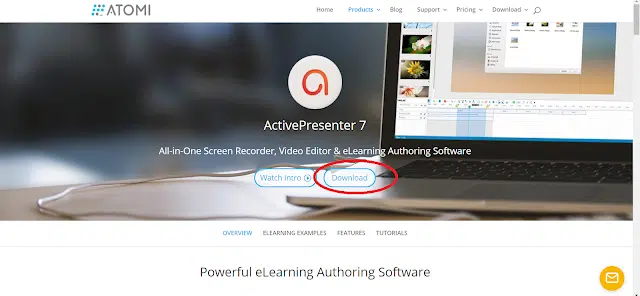 ATOMI
Home Products Blog Support Pricing Download
ActivePresenter 7
All-in-One Screen Recorder, Video Editor & eLearning Authoring Software
Watch Intro Download
OVERVIEW ELEARNING EXAMPLES FEATURES TUTORIALS
Powerful eLearning Authoring Software